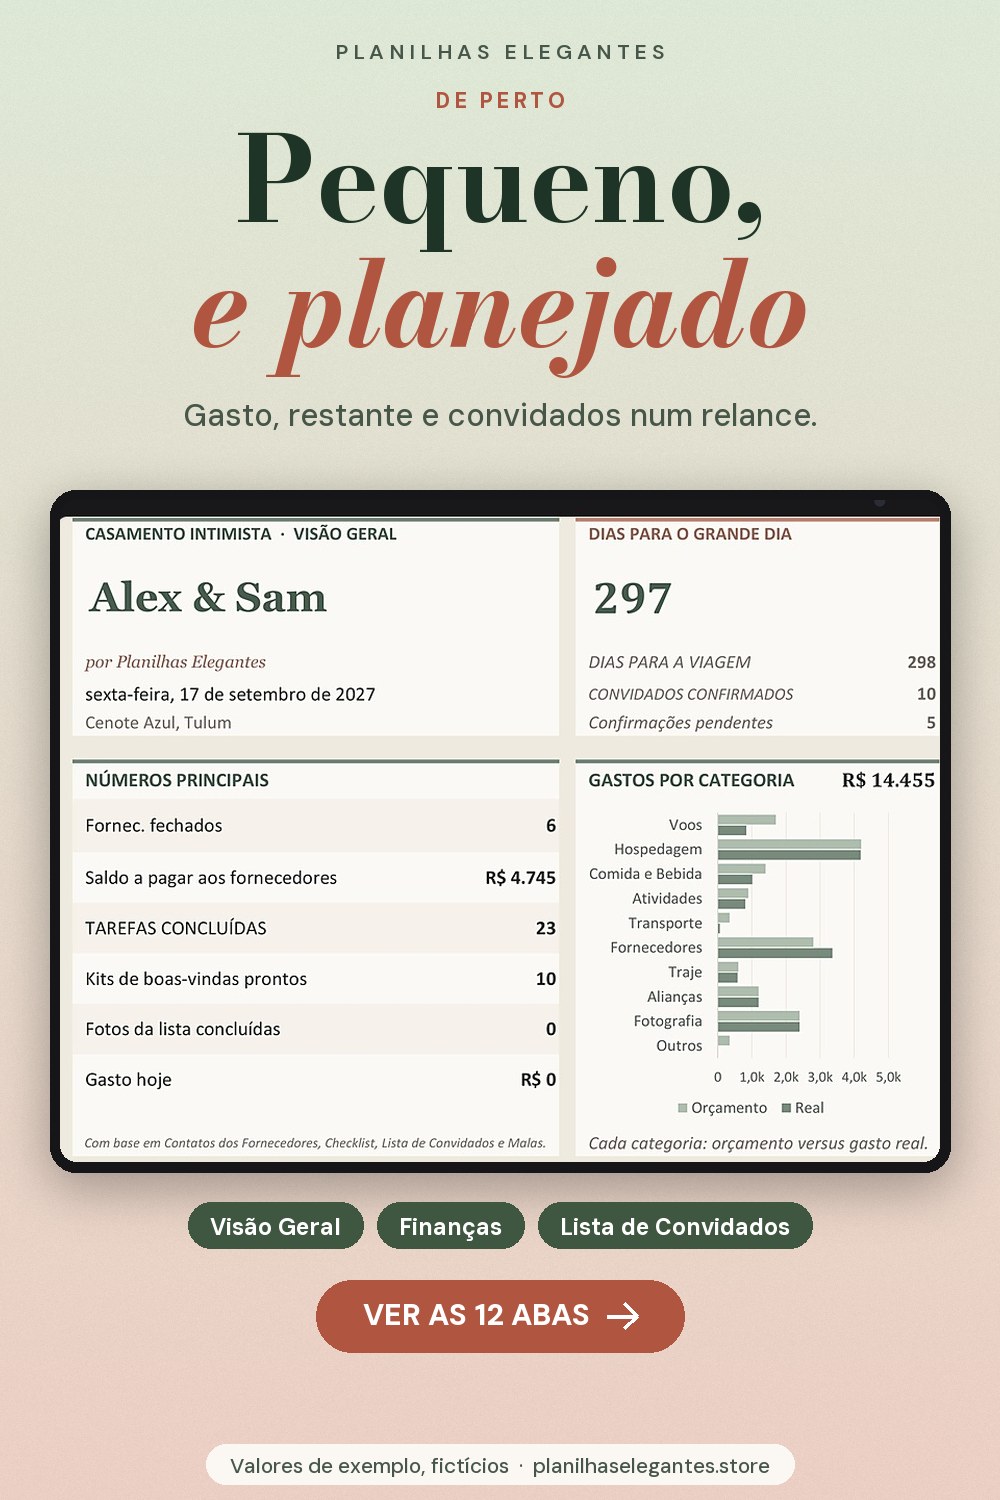 PLANILHAS ELEGANTES
DE PERTO
Pequeno,
e planejado
Gasto, restante e convidados num relance.
CASAMENTO INTIMISTA · VISÃO GERAL
Alex & Sam
por Planilhas Elegantes
sexta-feira, 17 de setembro de 2027
Cenote Azul, Tulum
DIAS PARA O GRANDE DIA
297
DIAS PARA A VIAGEM 298
CONVIDADOS CONFIRMADOS 10
Confirmações pendentes 5
NÚMEROS PRINCIPAIS
Fornec. fechados 6
Saldo a pagar aos fornecedores R$ 4.745
TAREFAS CONCLUÍDAS 23
Kits de boas-vindas prontos 10
Fotos da lista concluídas 0
Gasto hoje R$ 0
Com base em Contatos dos Fornecedores, Checklist, Lista de Convidados e Malas.
GASTOS POR CATEGORIA R$ 14.455
Voos
Hospedagem
Comida e Bebida
Atividades
Transporte
Fornecedores
Traje
Alianças
Fotografia
Outros
0 1,0k 2,0k 3,0k 4,0k 5,0k
Orçamento Real
Cada categoria: orçamento versus gasto real.
Visão Geral Finanças Lista de Convidados
VER AS 12 ABAS →
Valores de exemplo, fictícios · planilhaselegantes.store